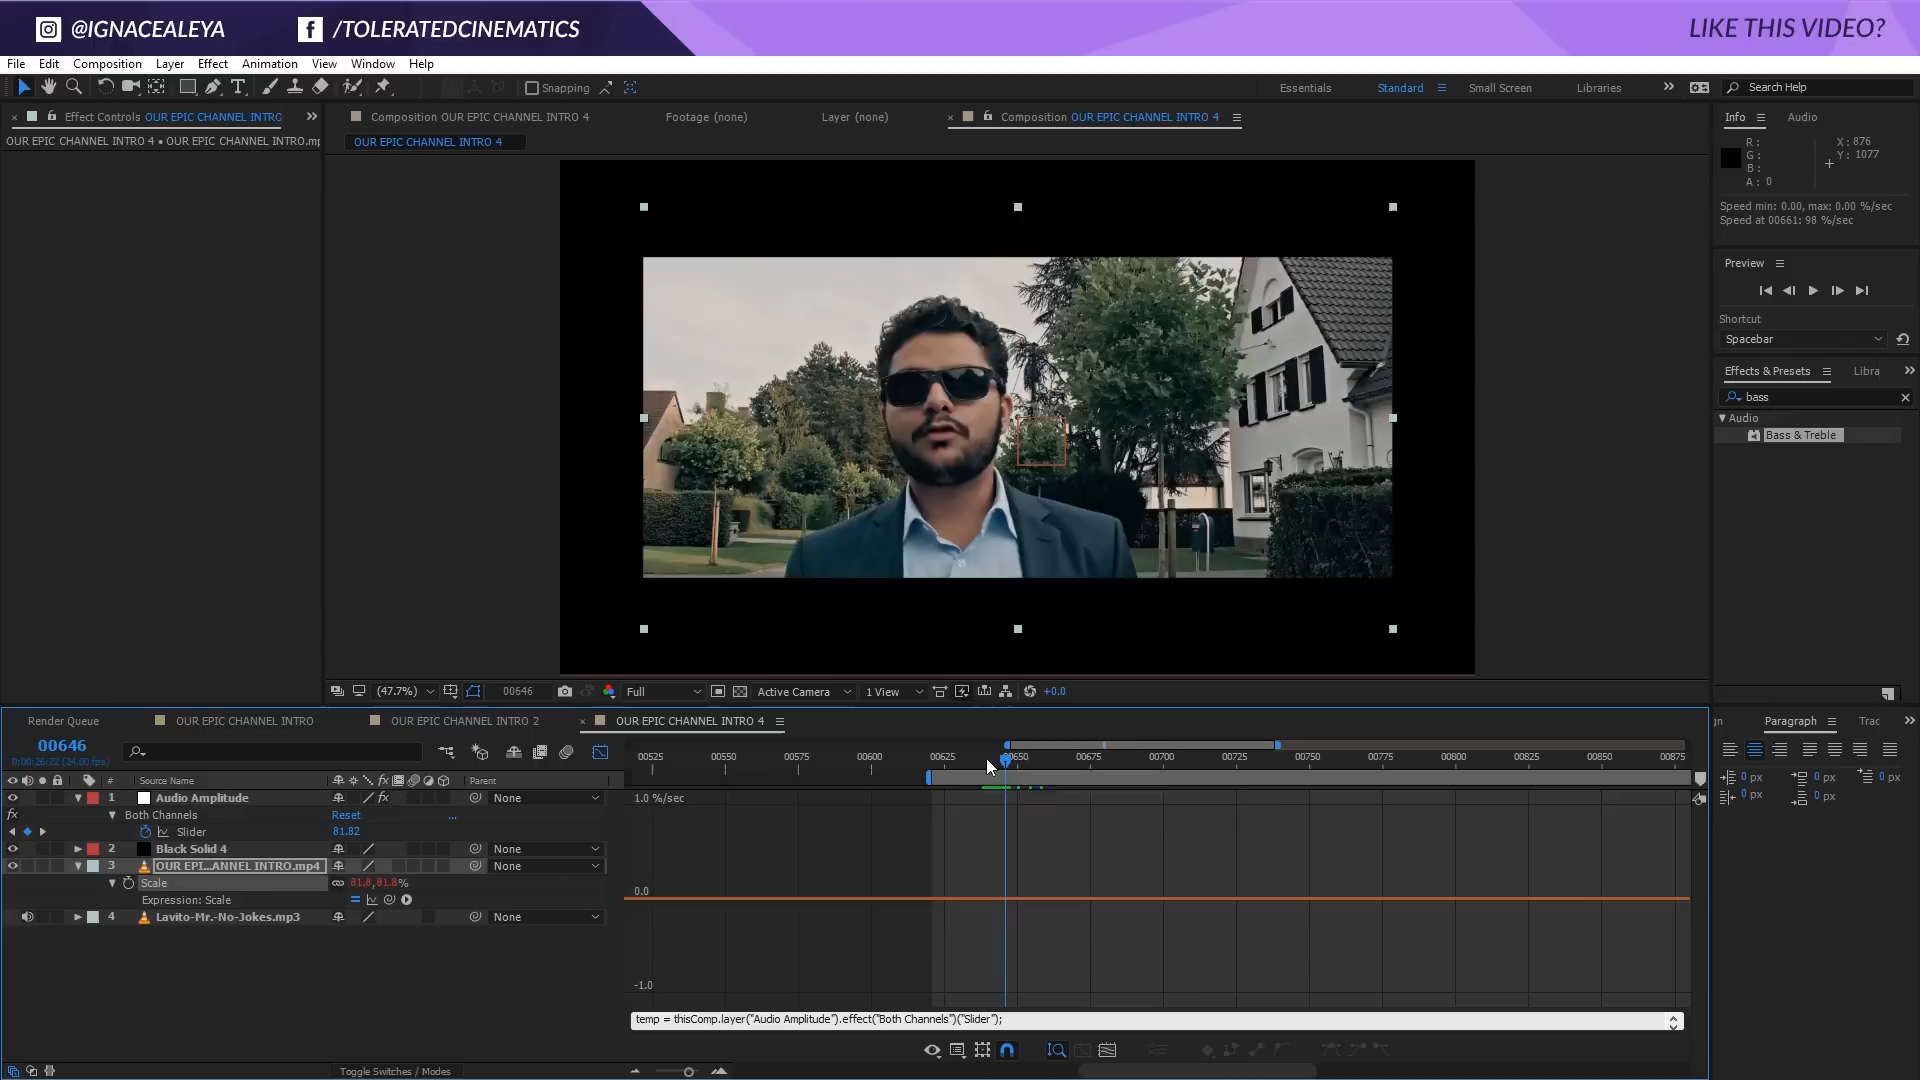 @IGNACEALEYA
/TOLERATEDCINEMATICS
LIKE THIS VIDEO?
File Edit Composition Layer Effect Animation View Window Help
Snapping
Essentials Standard Small Screen Libraries
Search Help
Effect Controls OUR EPIC CHANNEL INTRO
OUR EPIC CHANNEL INTRO 4 • OUR EPIC CHANNEL INTRO.mp
Composition OUR EPIC CHANNEL INTRO 4
Footage (none)
Layer (none)
Composition OUR EPIC CHANNEL INTRO 4
OUR EPIC CHANNEL INTRO 4
Info Audio
R:
G:
B:
A: 0
X: 876
Y: 1077
Speed min: 0.00, max: 0.00 %/sec
Speed at 00661: 98 %/sec
Preview
Shortcut
Spacebar
Effects & Presets Libra
bass
Audio
Bass & Treble
(47.7%) 00646 Full Active Camera 1 View +0.0
Render Queue OUR EPIC CHANNEL INTRO OUR EPIC CHANNEL INTRO 2 OUR EPIC CHANNEL INTRO 4
00646
0:00:26:22 (24.00 fps)
# Source Name Parent
1 Audio Amplitude None
Both Channels Reset ...
Slider 81.82
2 Black Solid 4 None
3 OUR EPI...ANNEL INTRO.mp4 None
Scale 81.8,81.8%
Expression: Scale
4 Lavito-Mr.-No-Jokes.mp3 None
00525 00550 00575 00600 00625 00650 00675 00700 00725 00750 00775 00800 00825 00850 00875
1.0 %/sec
0.0
-1.0
temp = thisComp.layer("Audio Amplitude").effect("Both Channels")("Slider");
Toggle Switches / Modes
Paragraph Trac
0 px 0 px 0 px
0 px 0 px